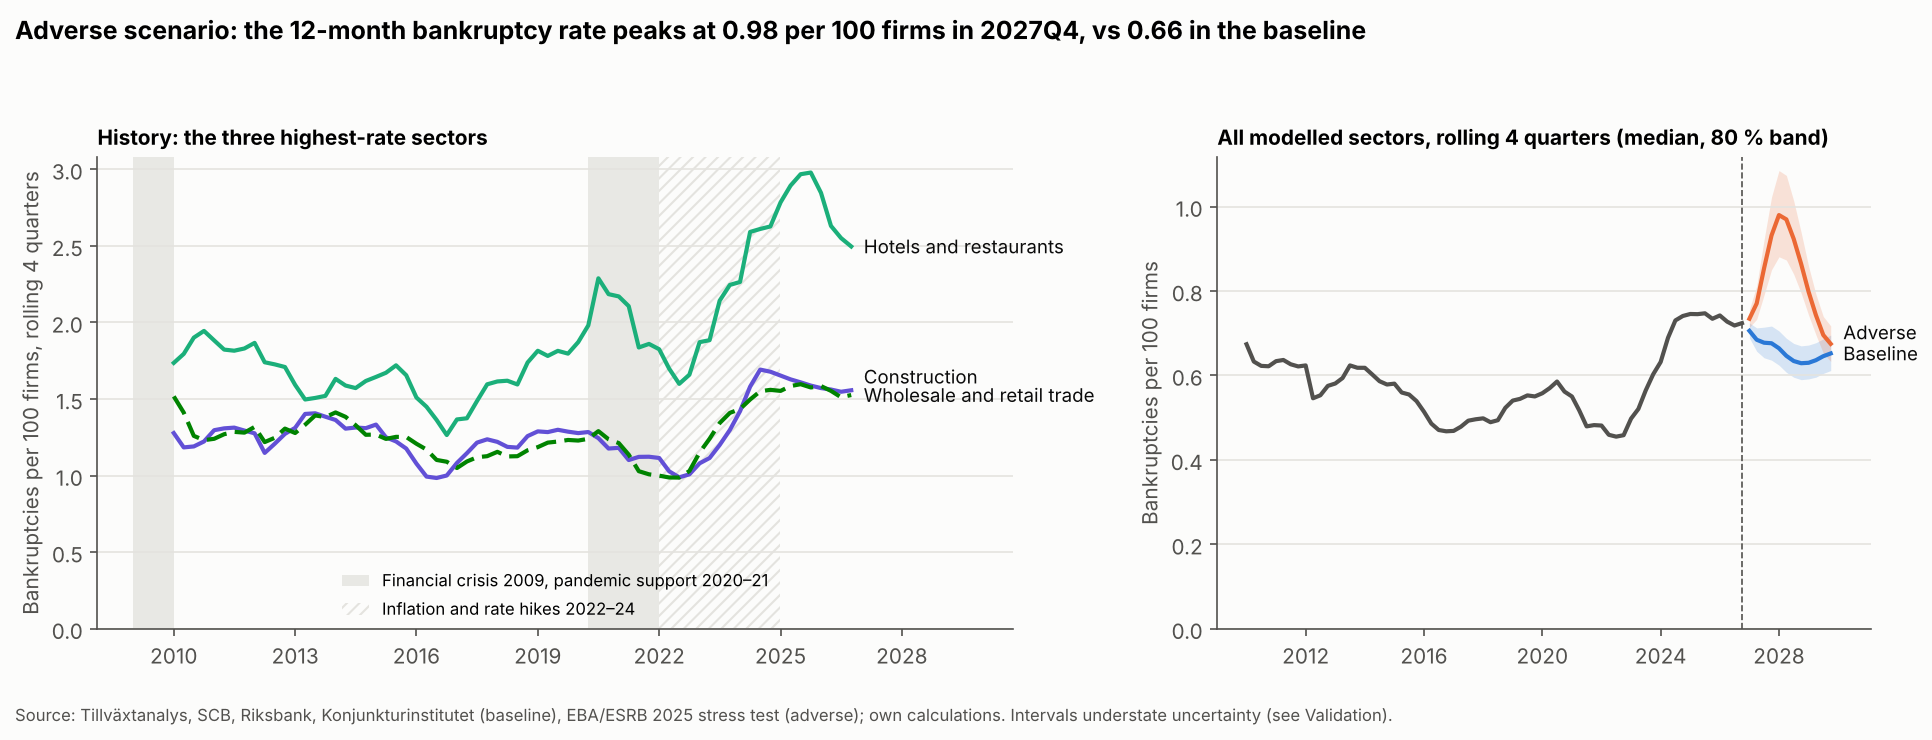 Adverse scenario: the 12-month bankruptcy rate peaks at 0.98 per 100 firms in 2027Q4, vs 0.66 in the baseline
History: the three highest-rate sectors
Bankruptcies per 100 firms, rolling 4 quarters
3.0
2.5
2.0
1.5
1.0
0.5
0.0
Hotels and restaurants
Construction
Wholesale and retail trade
Financial crisis 2009, pandemic support 2020–21
Inflation and rate hikes 2022–24
2010 2013 2016 2019 2022 2025 2028
All modelled sectors, rolling 4 quarters (median, 80 % band)
Bankruptcies per 100 firms
1.0
0.8
0.6
0.4
0.2
0.0
Adverse
Baseline
2012 2016 2020 2024 2028
Source: Tillväxtanalys, SCB, Riksbank, Konjunkturinstitutet (baseline), EBA/ESRB 2025 stress test (adverse); own calculations. Intervals understate uncertainty (see Validation).